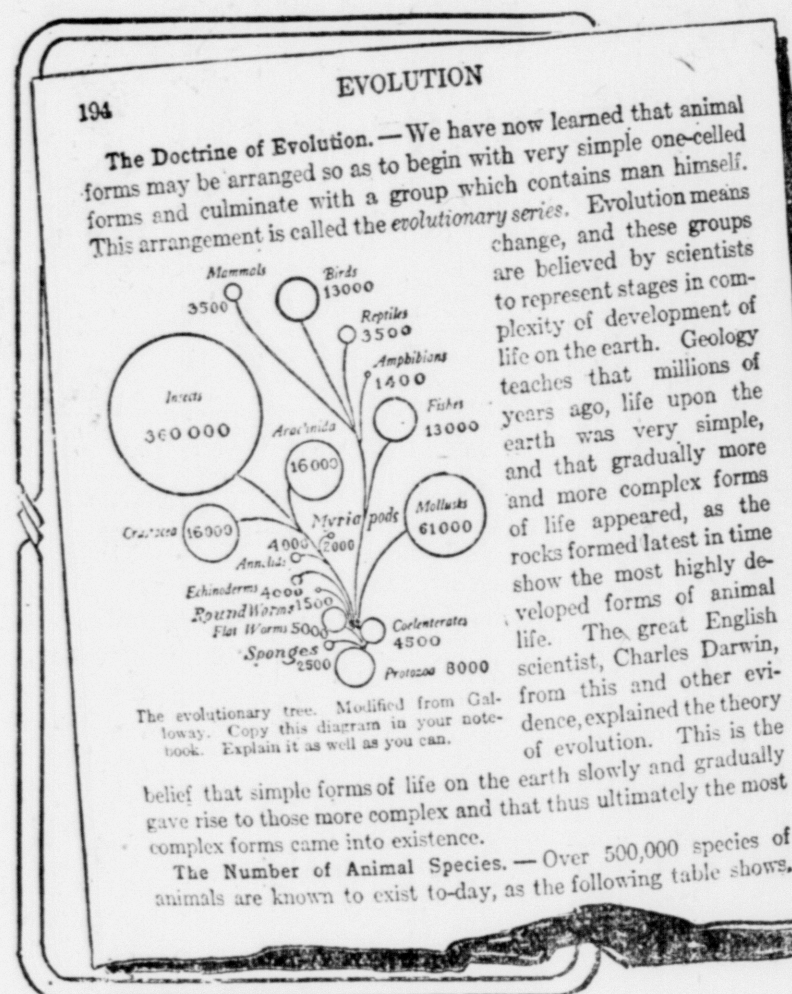 194
EVOLUTION
The Doctrine of Evolution. — We have now learned that animal
forms may be arranged so as to begin with very simple one-celled
forms and culminate with a group which contains man himself.
This arrangement is called the evolutionary series. Evolution means
change, and these groups
are believed by scientists
to represent stages in com-
plexity of development of
life on the earth. Geology
teaches that millions of
years ago, life upon the
earth was very simple,
and that gradually more
and more complex forms
of life appeared, as the
rocks formed latest in time
show the most highly de-
veloped forms of animal
life. The great English
scientist, Charles Darwin,
from this and other evi-
dence, explained the theory
of evolution. This is the
Mammals
3500
Birds
13000
Reptiles
3500
Amphibians
1400
Insects
360 000
Fishes
13000
Arachnida
16000
Mollusks
61000
Crustacea 16000
Myriapods
2000
4000
Annelids
Echinoderms 4000
Round Worms 1500
Flat Worms 5000
Coelenterates
4500
Sponges
2500
Protozoa 8000
The evolutionary tree. Modified from Gal-
loway. Copy this diagram in your note-
book. Explain it as well as you can.
belief that simple forms of life on the earth slowly and gradually
gave rise to those more complex and that thus ultimately the most
complex forms came into existence.
The Number of Animal Species. — Over 500,000 species of
animals are known to exist to-day, as the following table shows.